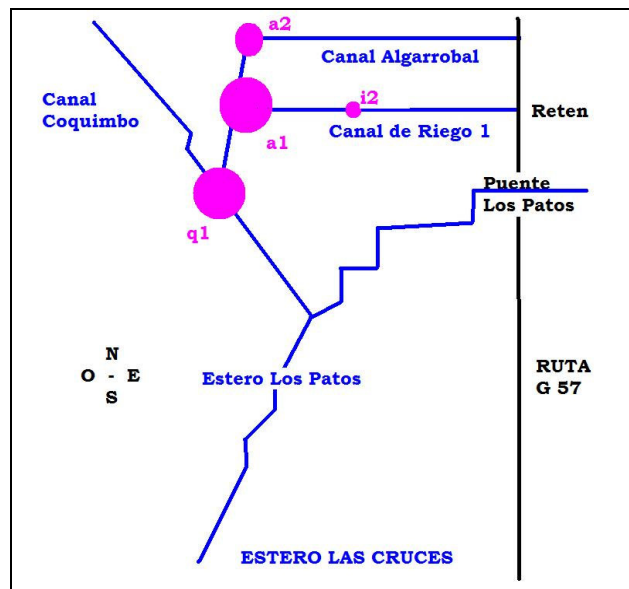 a2
Canal Algarrobal
Canal
Coquimbo
i2
Reten
a1
Canal de Riego 1
Puente
Los Patos
q1
N
O - E
S
Estero Los Patos
RUTA
G 57
ESTERO LAS CRUCES